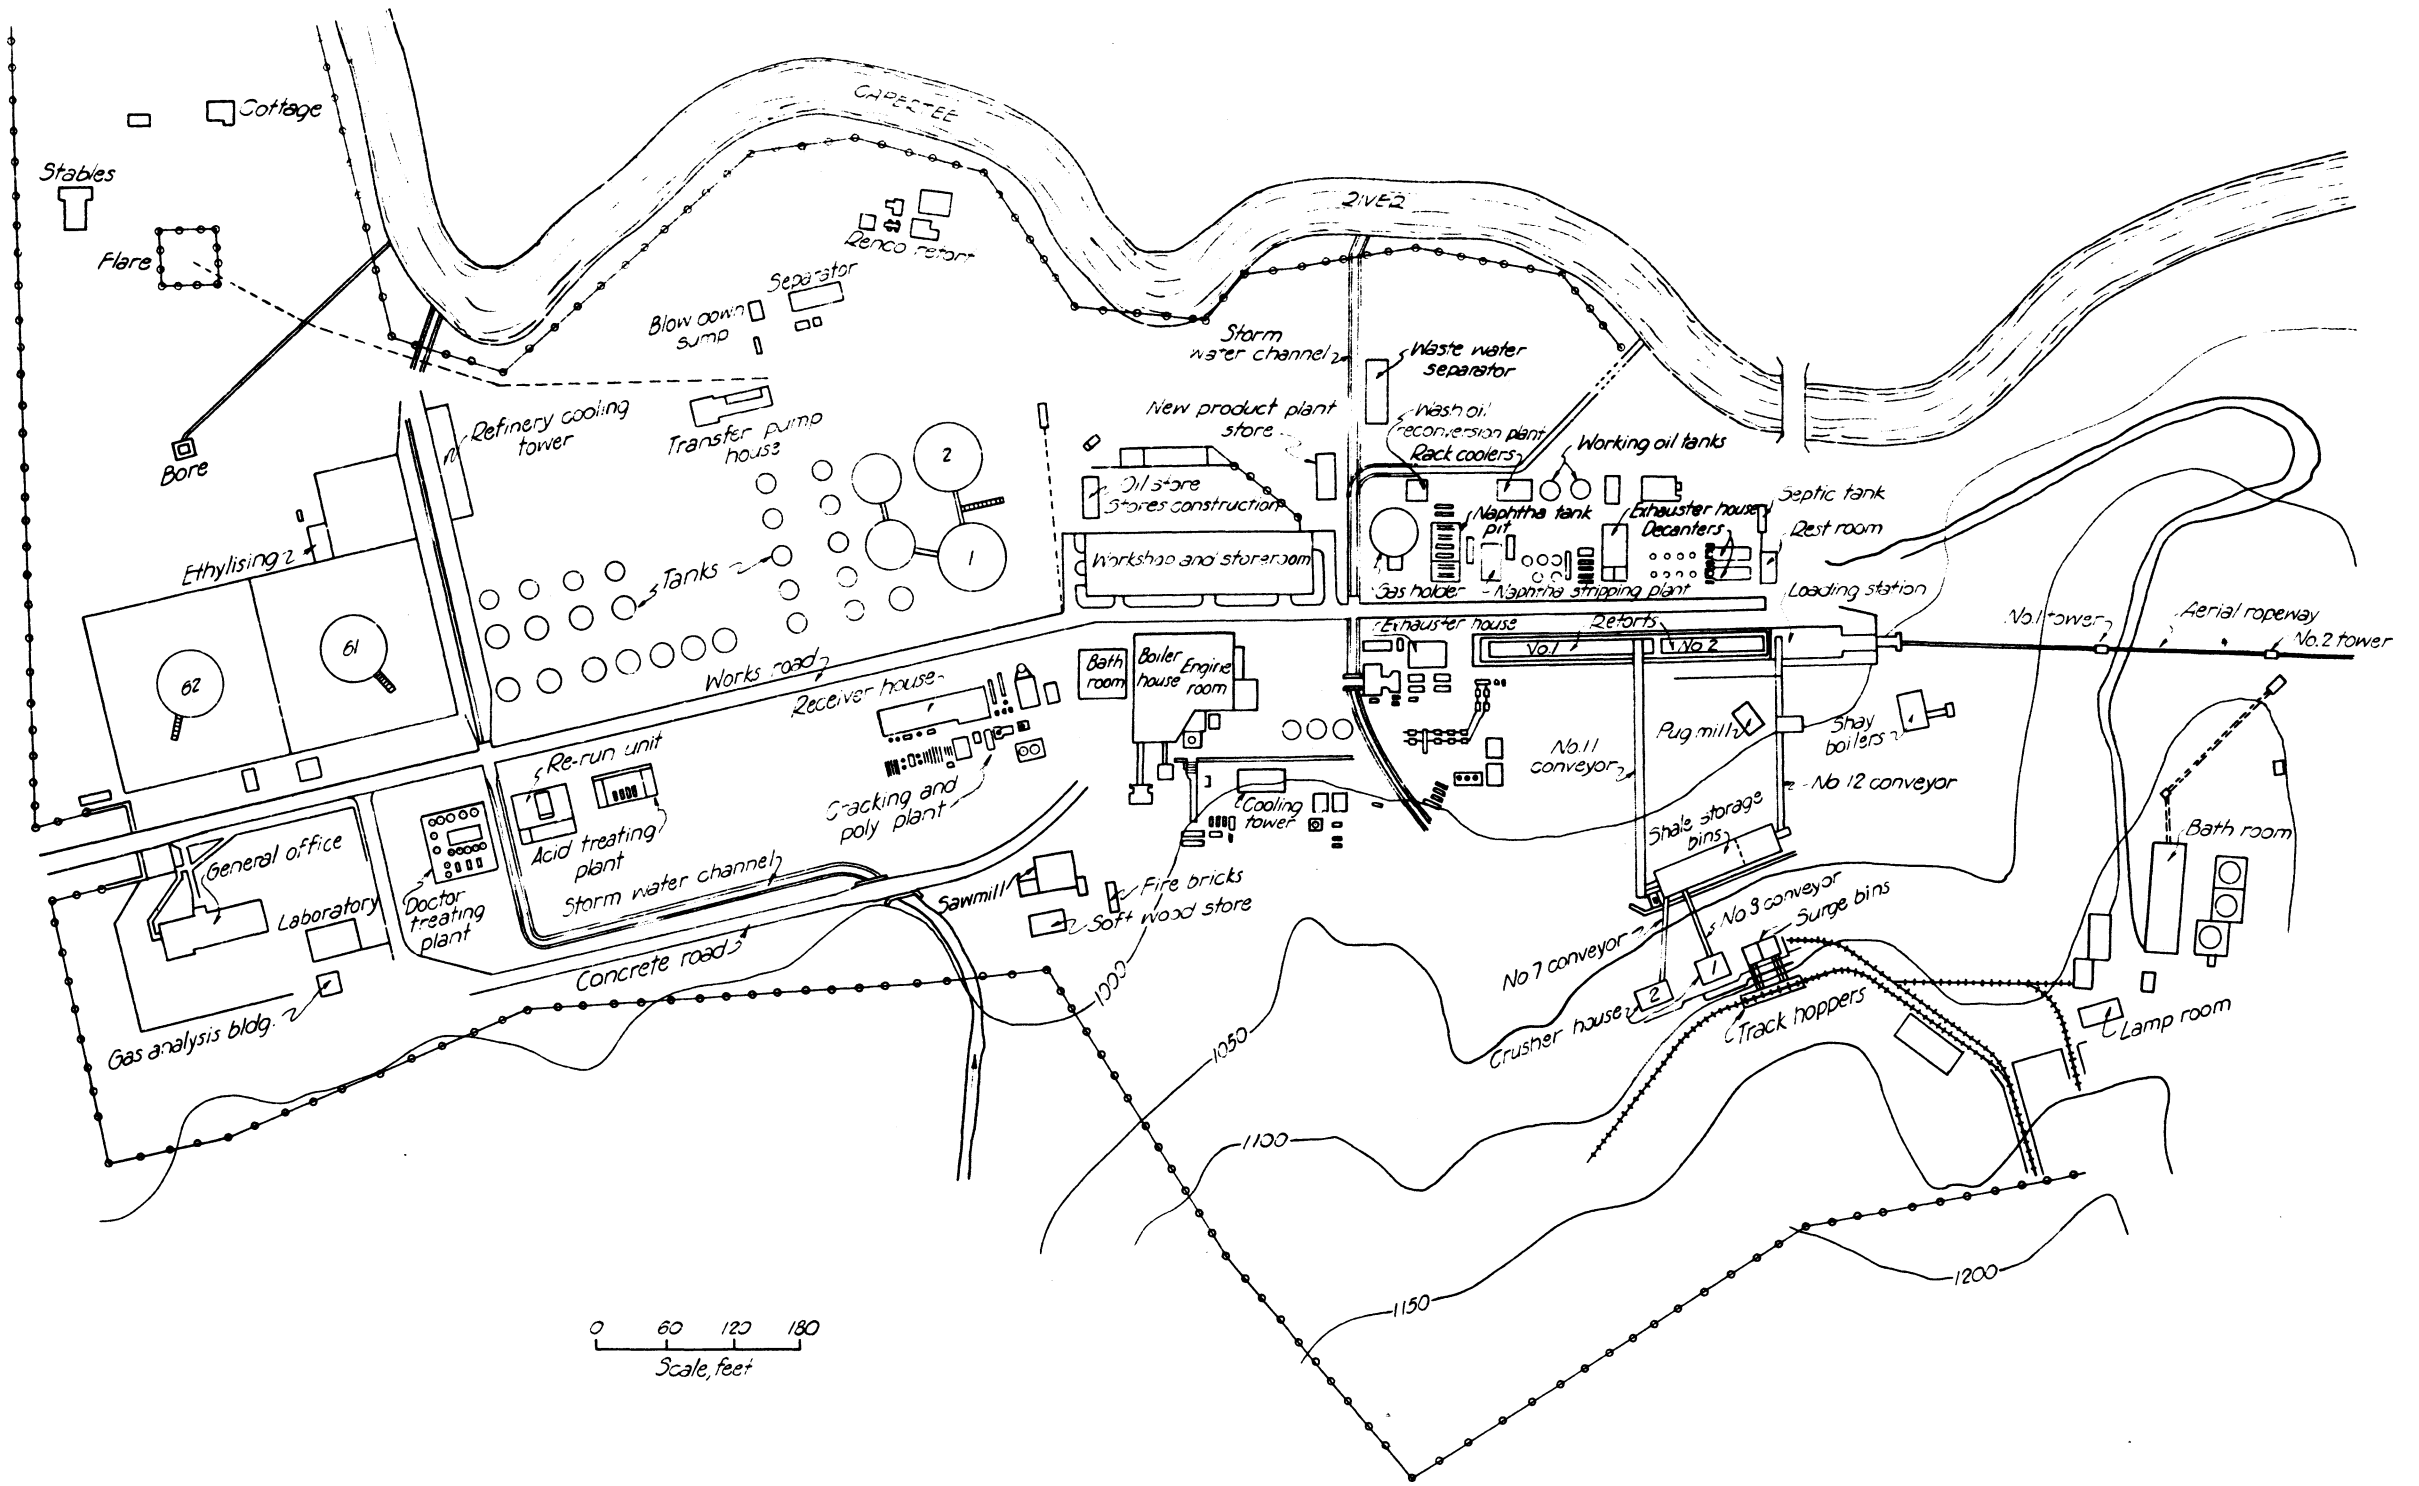 CAPERTEE
RIVER
Cottage
Stables
Flare
Renco retort
Separator
Blow down
sump
Storm
water channel
Waste water
separator
Refinery cooling
tower
Transfer pump
house
New product plant
store
Wash oil
reconversion plant
Rack coolers
Working oil tanks
Bore
2
Oil store
Stores construction
Naphtha tank
pit
Exhauster house
Decanters
Septic tank
Rest room
Ethylising
Tanks
1
Workshop and storeroom
Gas holder
Naphtha stripping plant
Loading station
62
61
Works road
Receiver house
Bath
room
Boiler
house
Engine
room
Exhauster house
Retorts
No.1
No.2
No.1 tower
Aerial ropeway
No.2 tower
Re-run unit
Cracking and
poly plant
No.11
conveyor
Pug mill
Shay
boilers
No 12 conveyor
Cooling
tower
Shale storage
bins
Bath room
Acid treating
plant
General office
Laboratory
Doctor
treating
plant
Storm water channel
Sawmill
Fire bricks
Soft wood store
No 8 conveyor
Surge bins
No 7 conveyor
Concrete road
1000
1
2
Gas analysis bldg.
1050
Crusher house
Track hoppers
Lamp room
1100
1150
1200
0 60 120 180
Scale, feet